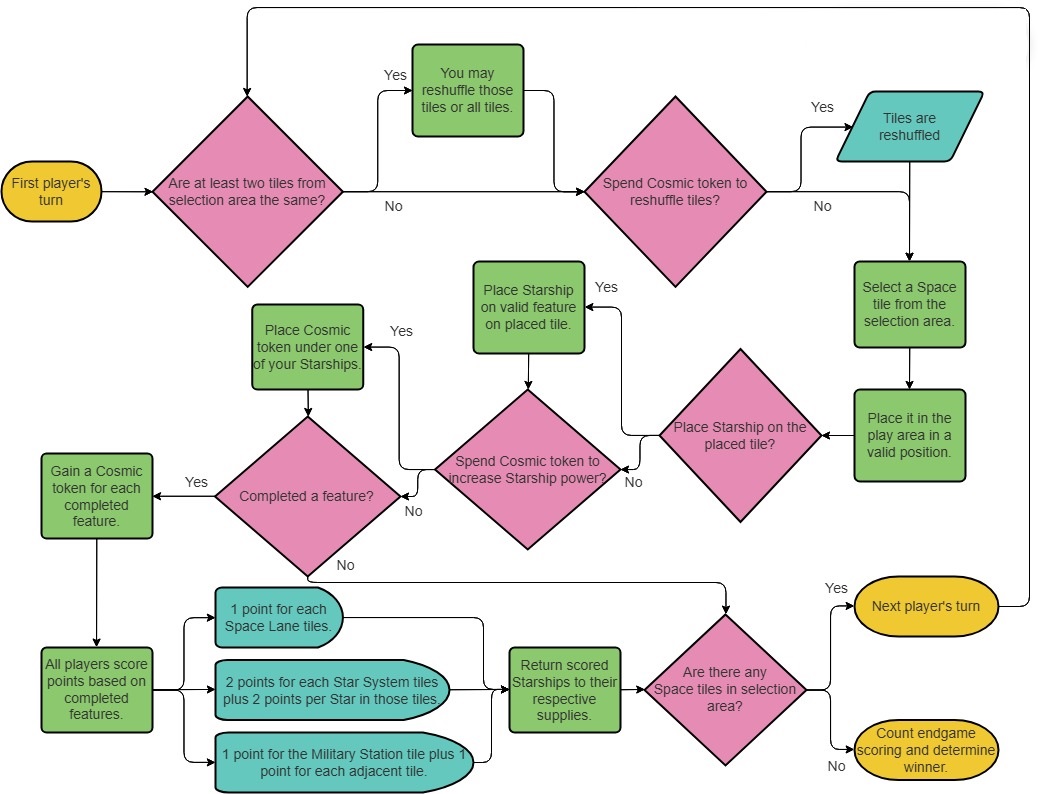 First player's
turn
Are at least two tiles from
selection area the same?
Yes
You may
reshuffle those
tiles or all tiles.
No
Spend Cosmic token to
reshuffle tiles?
Yes
Tiles are
reshuffled
No
Select a Space
tile from the
selection area.
Place it in the
play area in a
valid position.
Place Starship on the
placed tile?
Yes
Place Starship
on valid feature
on placed tile.
No
Spend Cosmic token to
increase Starship power?
Yes
Place Cosmic
token under one
of your Starships.
No
Completed a feature?
Yes
Gain a Cosmic
token for each
completed
feature.
No
All players score
points based on
completed
features.
1 point for each
Space Lane tiles.
2 points for each Star System tiles
plus 2 points per Star in those tiles.
1 point for the Military Station tile plus 1
point for each adjacent tile.
Return scored
Starships to their
respective
supplies.
Are there any
Space tiles in selection
area?
Yes
Next player's turn
No
Count endgame
scoring and determine
winner.